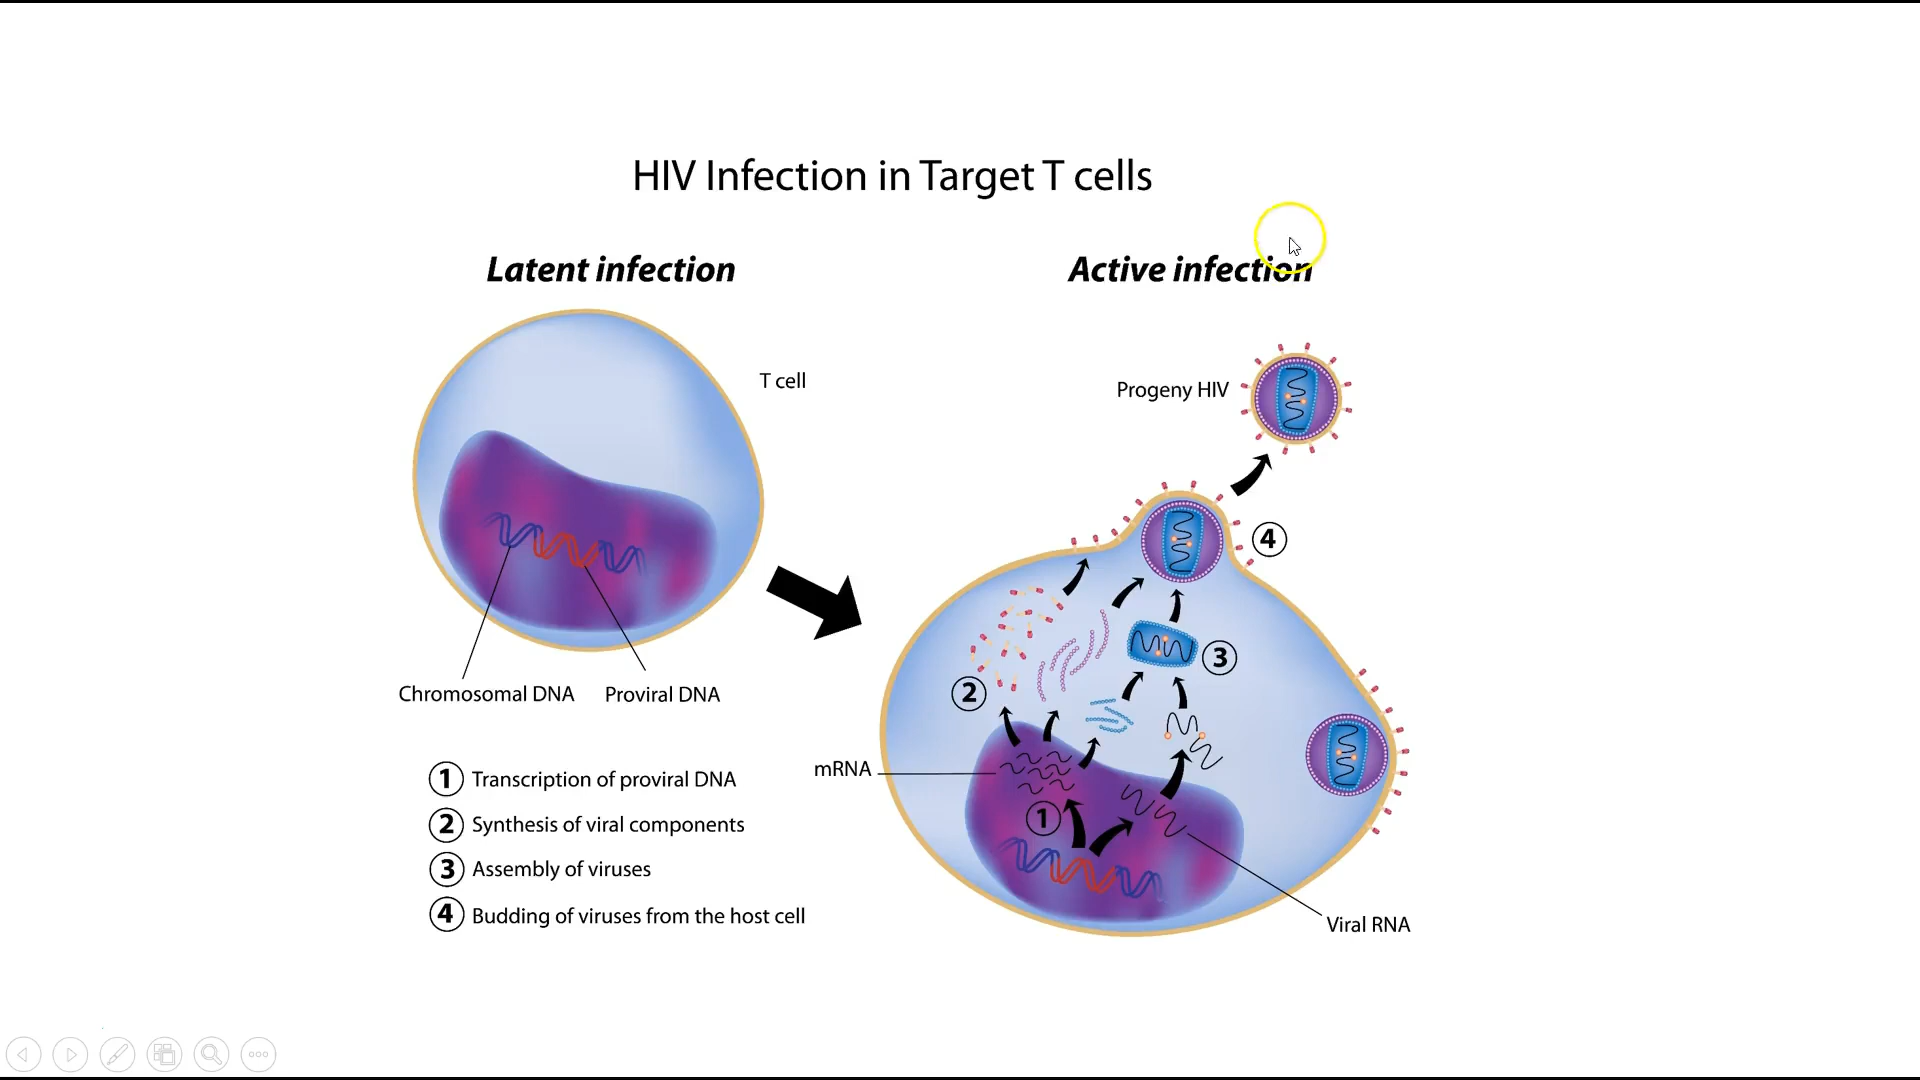 HIV Infection in Target T cells
Latent infection
Active infection
T cell
Progeny HIV
4
3
2
Chromosomal DNA
Proviral DNA
mRNA
1
Viral RNA
1 Transcription of proviral DNA
2 Synthesis of viral components
3 Assembly of viruses
4 Budding of viruses from the host cell